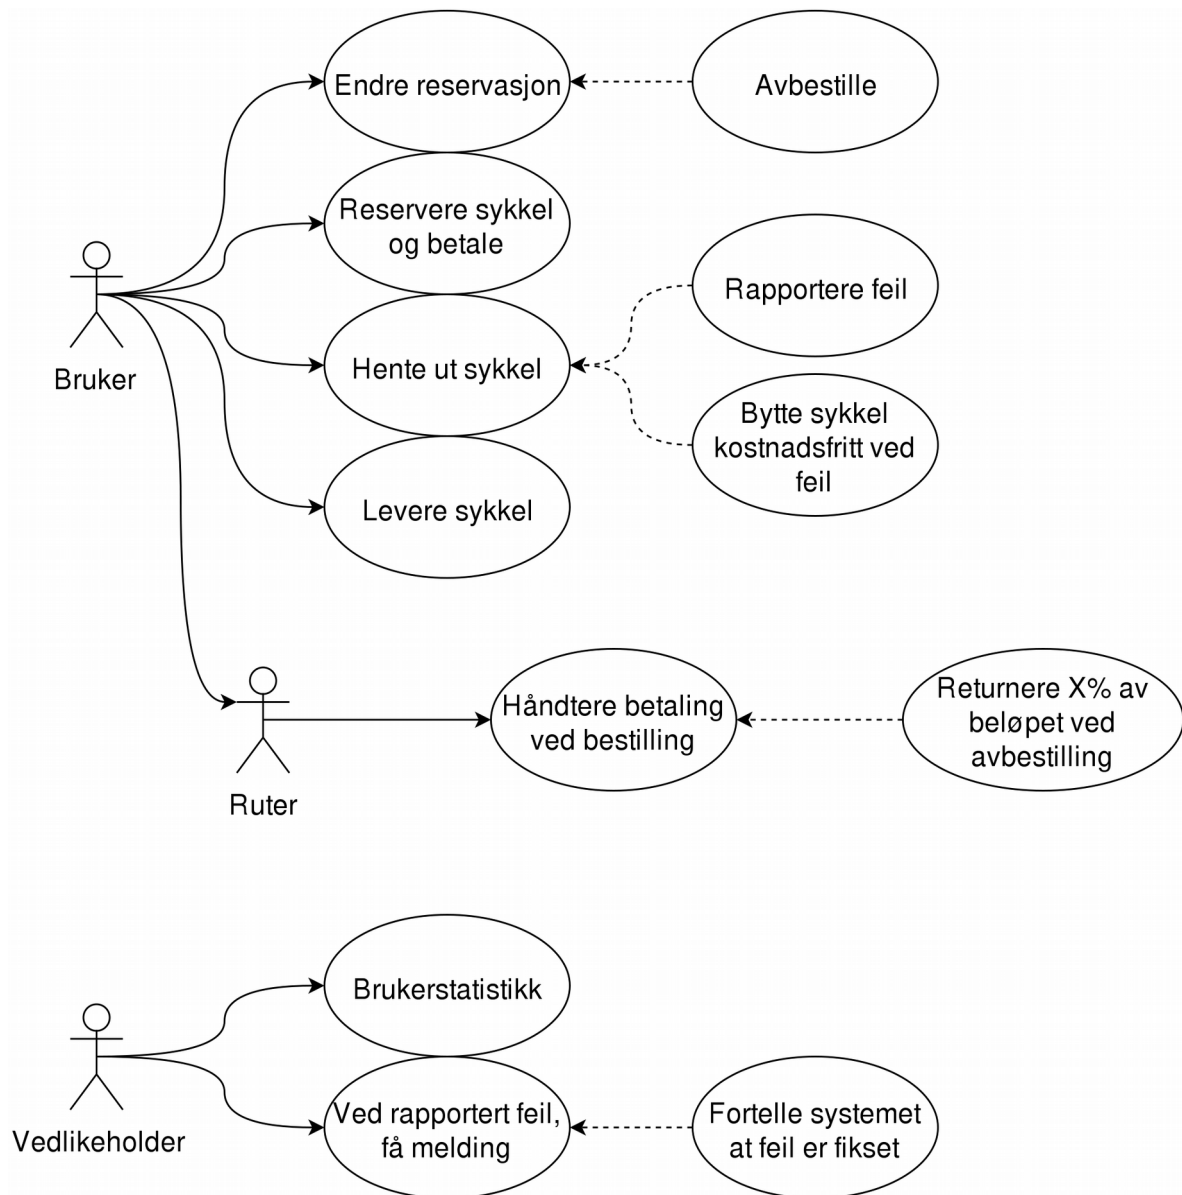 Endre reservasjon
Avbestille
Reservere sykkel
og betale
Rapportere feil
Bruker
Hente ut sykkel
Bytte sykkel
kostnadsfritt ved
feil
Levere sykkel
Håndtere betaling
ved bestilling
Returnere X% av
beløpet ved
avbestilling
Ruter
Brukerstatistikk
Vedlikeholder
Ved rapportert feil,
få melding
Fortelle systemet
at feil er fikset